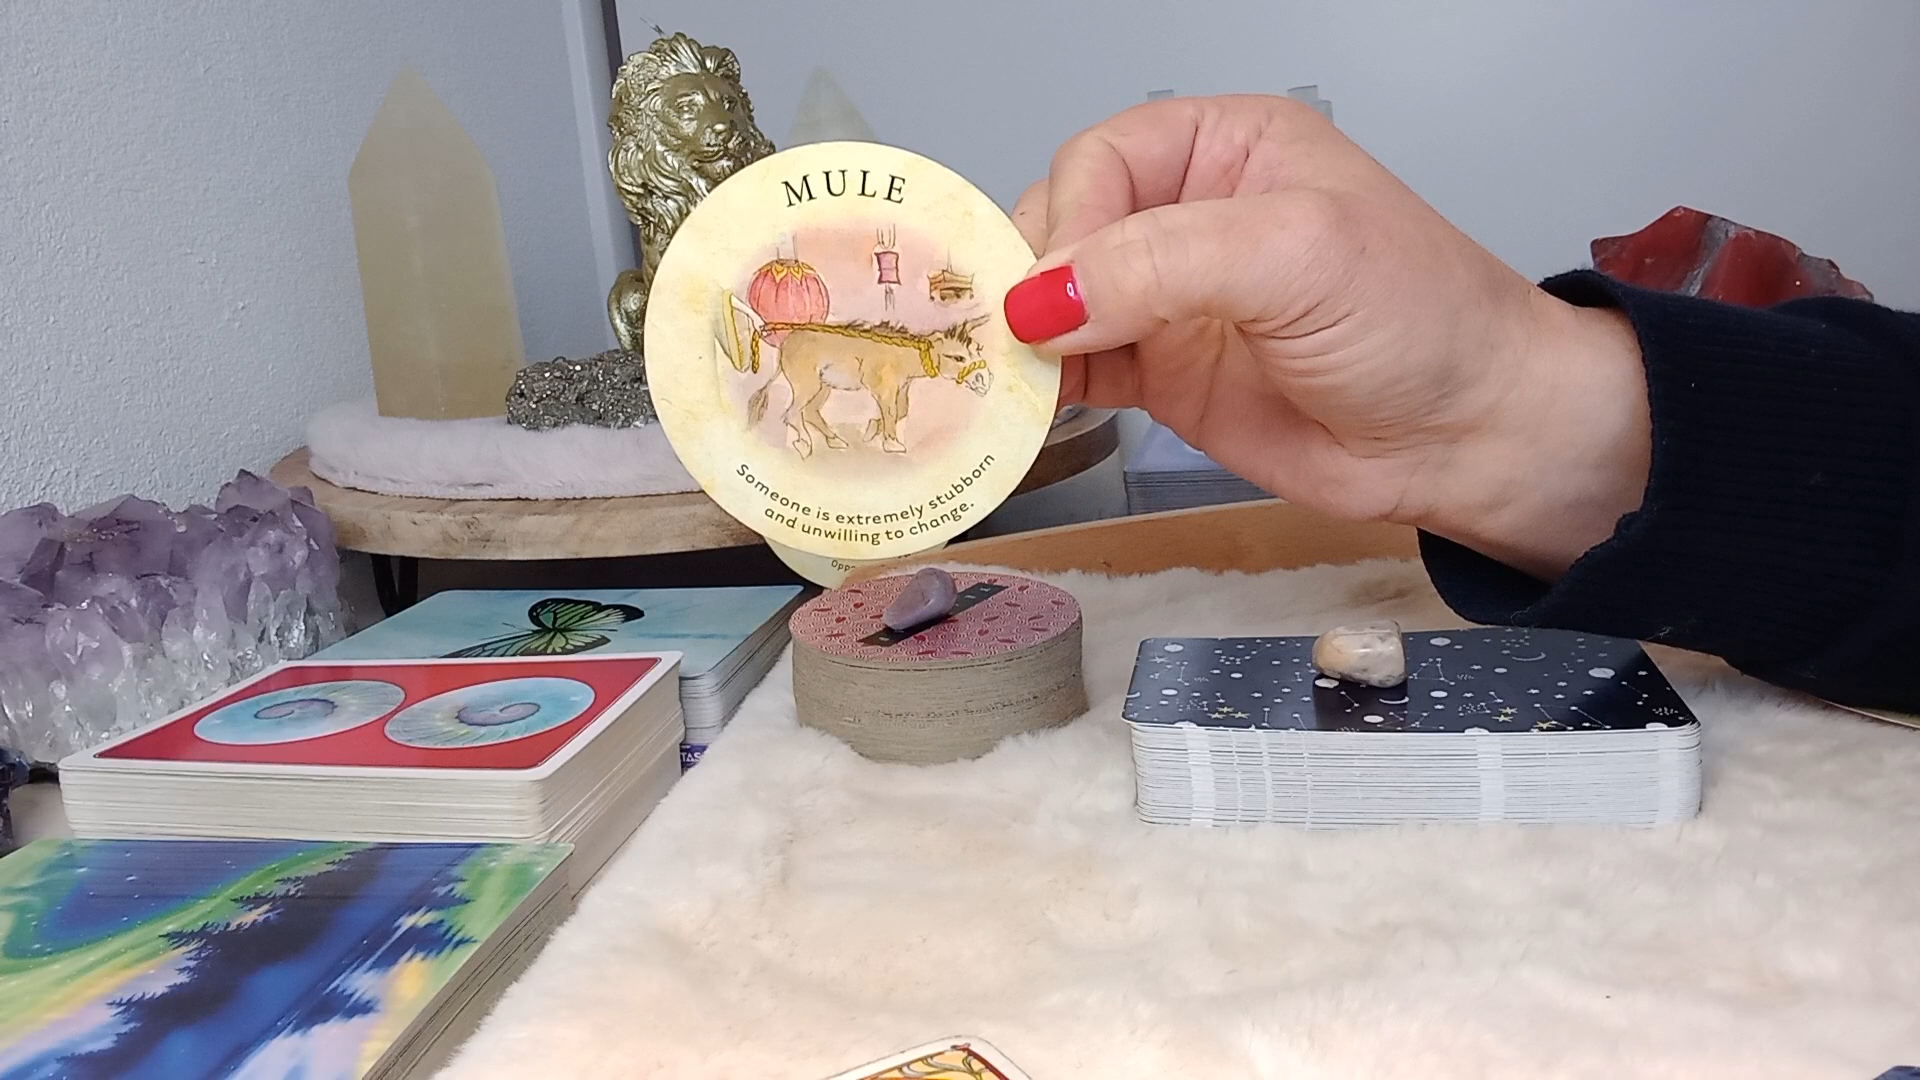 MULE
Someone is extremely stubborn
and unwilling to change.